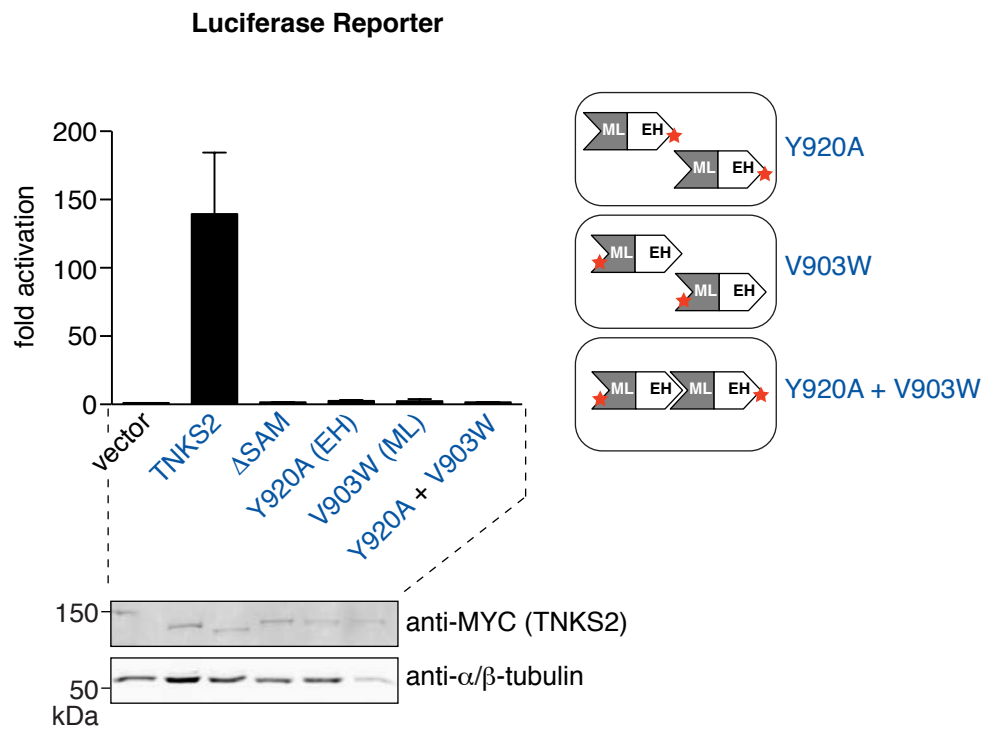 Luciferase Reporter
fold activation
200
150
100
50
0
vector
TNKS2
ΔSAM
Y920A (EH)
V903W (ML)
Y920A + V903W
ML EH
ML EH
Y920A
ML EH
ML EH
V903W
ML EH ML EH
Y920A + V903W
150
anti-MYC (TNKS2)
anti-α/β-tubulin
50
kDa